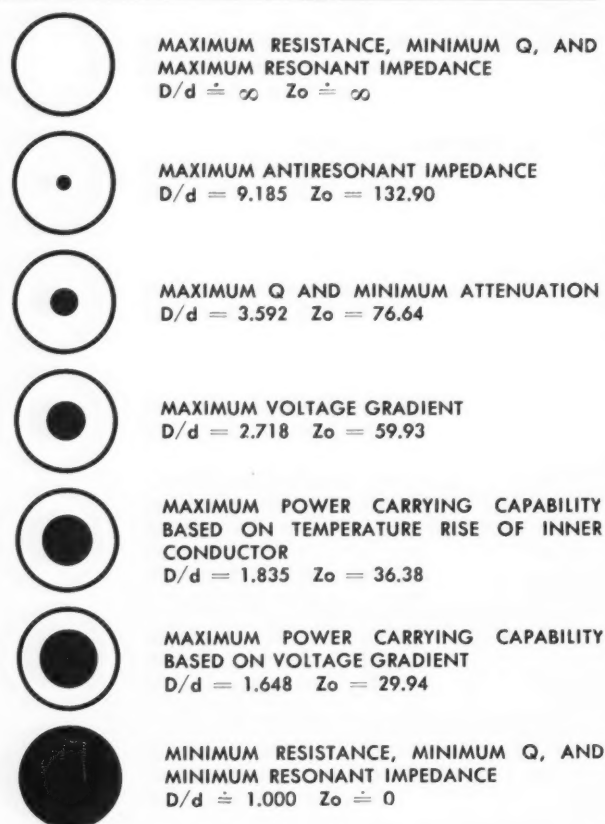 MAXIMUM RESISTANCE, MINIMUM Q, AND
MAXIMUM RESONANT IMPEDANCE
D/d ≐ ∞ Zo ≐ ∞
MAXIMUM ANTIRESONANT IMPEDANCE
D/d = 9.185 Zo = 132.90
MAXIMUM Q AND MINIMUM ATTENUATION
D/d = 3.592 Zo = 76.64
MAXIMUM VOLTAGE GRADIENT
D/d = 2.718 Zo = 59.93
MAXIMUM POWER CARRYING CAPABILITY
BASED ON TEMPERATURE RISE OF INNER
CONDUCTOR
D/d = 1.835 Zo = 36.38
MAXIMUM POWER CARRYING CAPABILITY
BASED ON VOLTAGE GRADIENT
D/d = 1.648 Zo = 29.94
MINIMUM RESISTANCE, MINIMUM Q, AND
MINIMUM RESONANT IMPEDANCE
D/d ≐ 1.000 Zo ≐ 0